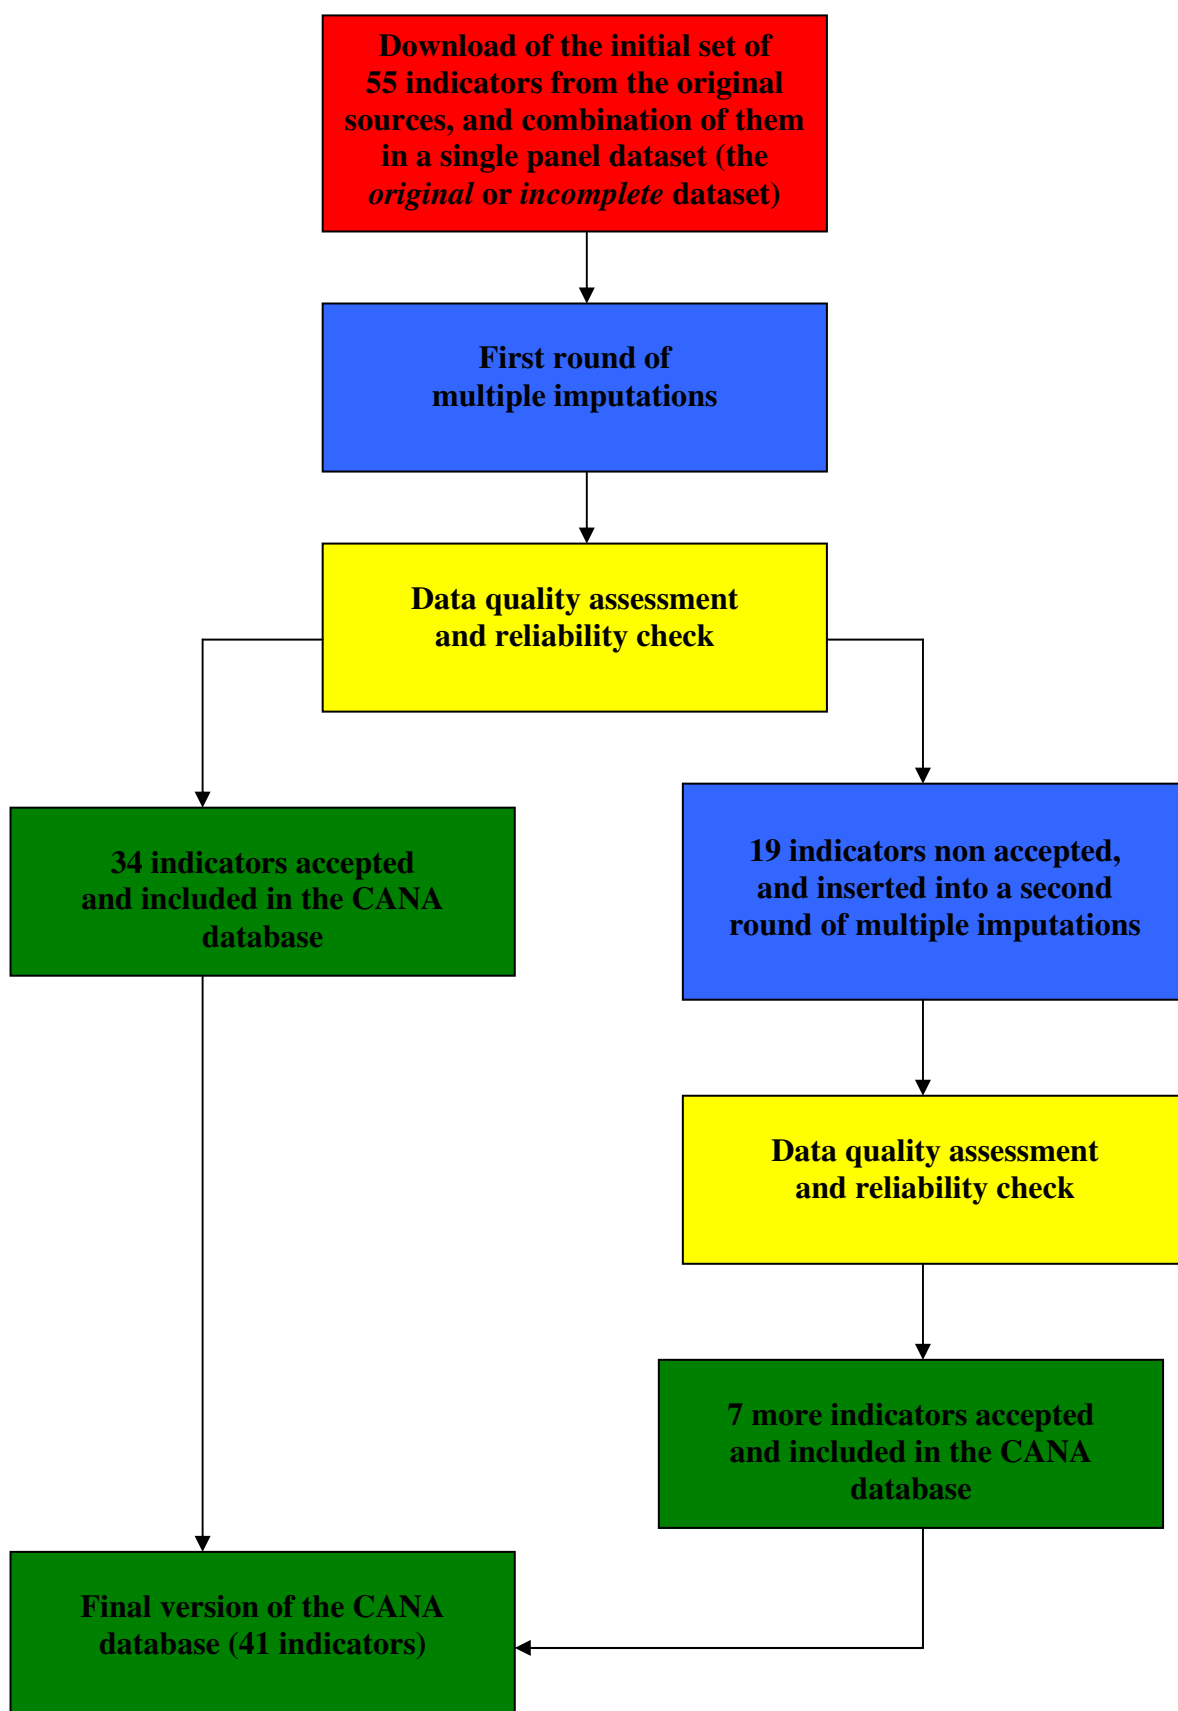 Download of the initial set of
55 indicators from the original
sources, and combination of them
in a single panel dataset (the
original or incomplete dataset)
First round of
multiple imputations
Data quality assessment
and reliability check
34 indicators accepted
and included in the CANA
database
19 indicators non accepted,
and inserted into a second
round of multiple imputations
Data quality assessment
and reliability check
7 more indicators accepted
and included in the CANA
database
Final version of the CANA
database (41 indicators)